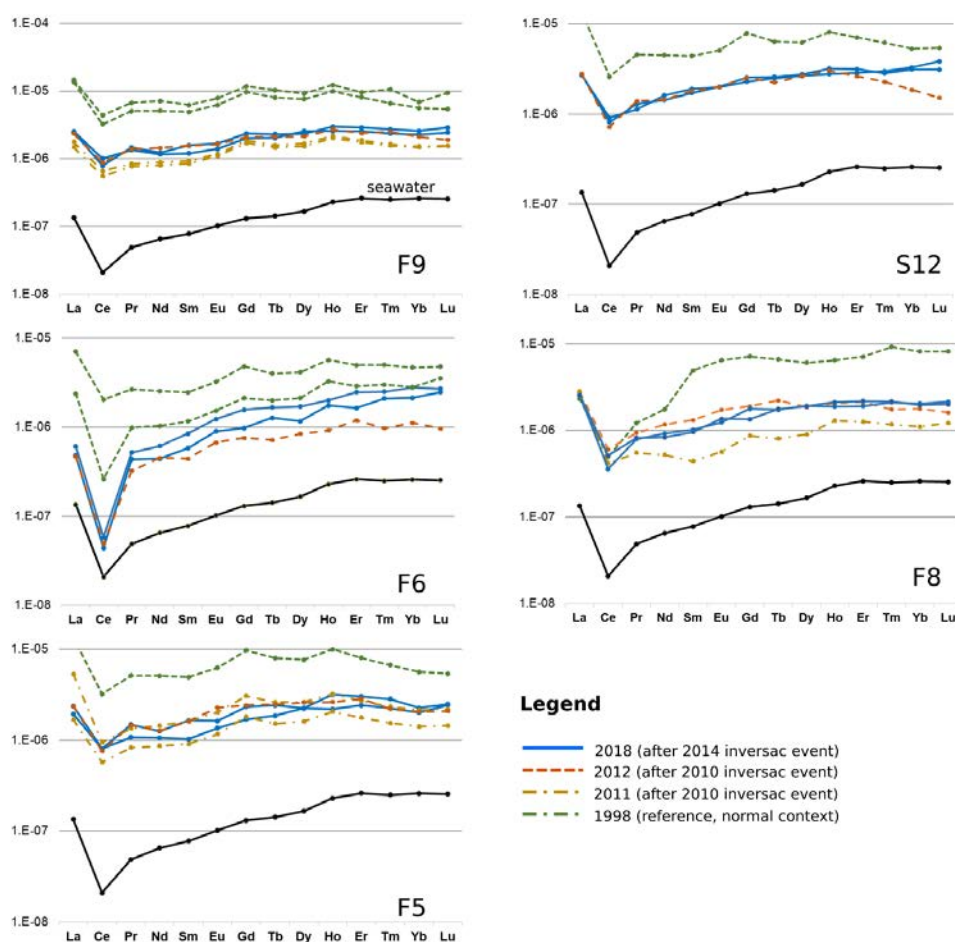 1.E-04
1.E-05
1.E-06
seawater
1.E-07
F9
1.E-08
La Ce Pr Nd Sm Eu Gd Tb Dy Ho Er Tm Yb Lu
1.E-05
1.E-06
1.E-07
S12
1.E-08
La Ce Pr Nd Sm Eu Gd Tb Dy Ho Er Tm Yb Lu
1.E-05
1.E-06
1.E-07
F6
1.E-08
La Ce Pr Nd Sm Eu Gd Tb Dy Ho Er Tm Yb Lu
1.E-05
1.E-06
1.E-07
F8
1.E-08
La Ce Pr Nd Sm Eu Gd Tb Dy Ho Er Tm Yb Lu
1.E-05
1.E-06
1.E-07
F5
1.E-08
La Ce Pr Nd Sm Eu Gd Tb Dy Ho Er Tm Yb Lu
Legend
2018 (after 2014 inversac event)
2012 (after 2010 inversac event)
2011 (after 2010 inversac event)
1998 (reference, normal context)